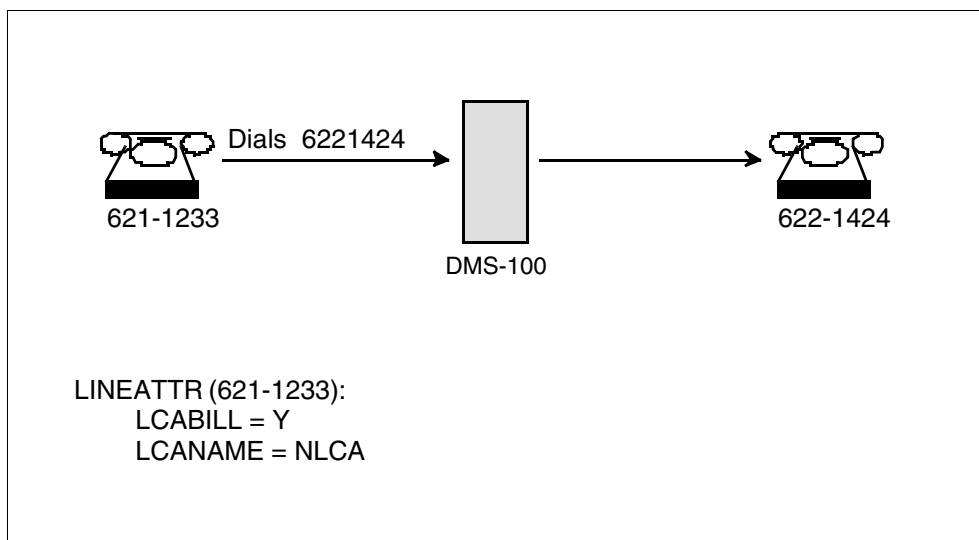 Dials 6221424
621-1233
622-1424
DMS-100
LINEATTR (621-1233):
LCABILL = Y
LCANAME = NLCA